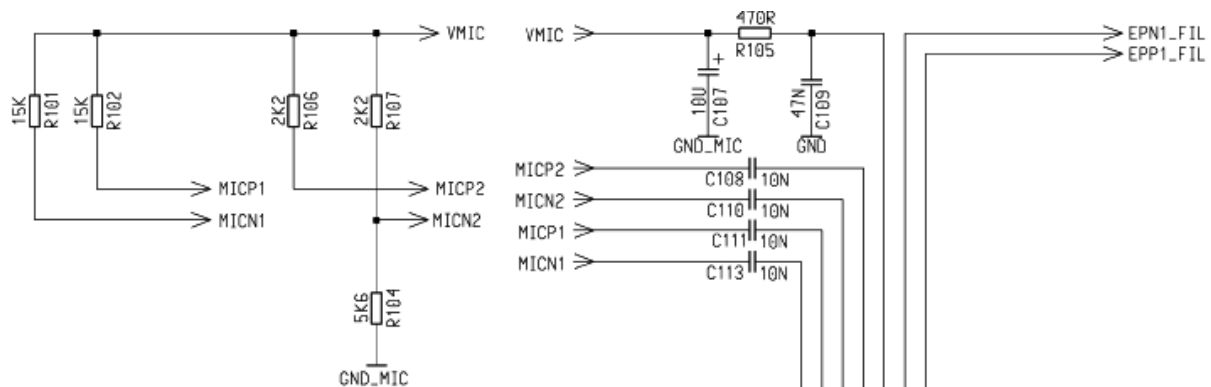 470R
VMIC
VMIC
R105
EPN1_FIL
EPP1_FIL
15K
R101
15K
R102
2K2
R106
2K2
R107
10U
C107
47N
C109
GND_MIC
GND
MICP1
MICP2
MICN1
MICN2
MICP2
C108
10N
MICN2
C110
10N
MICP1
C111
10N
MICN1
C113
10N
5K6
R104
GND_MIC